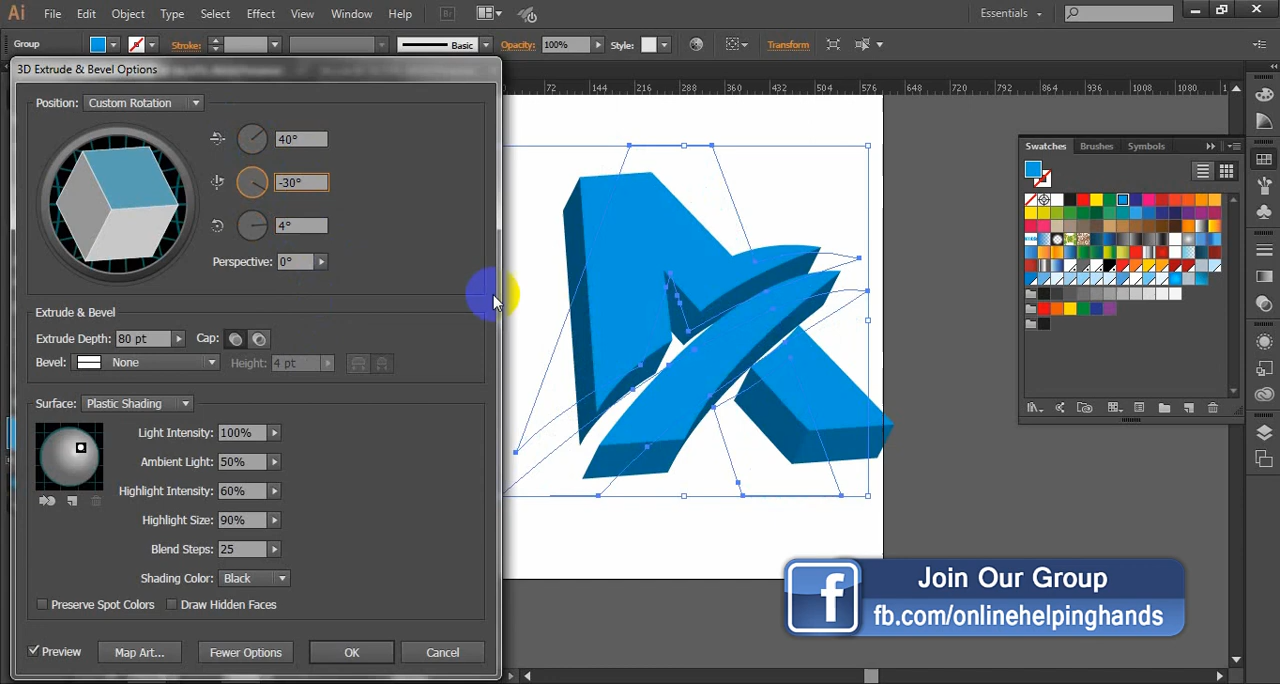 Ai File Edit Object Type Select Effect View Window Help Br Essentials
Group Stroke: Basic Opacity: 100% Style: Transform
3D Extrude & Bevel Options
72 144 216 288 360 432 504 576 648 720 792 864 936 1008 1080
Position: Custom Rotation
40°
-30°
4°
Perspective: 0°
Extrude & Bevel
Extrude Depth: 80 pt Cap:
Bevel: None Height: 4 pt
Surface: Plastic Shading
Light Intensity: 100%
Ambient Light: 50%
Highlight Intensity: 60%
Highlight Size: 90%
Blend Steps: 25
Shading Color: Black
Preserve Spot Colors Draw Hidden Faces
Preview Map Art... Fewer Options OK Cancel
Swatches Brushes Symbols
f Join Our Group
fb.com/onlinehelpinghands